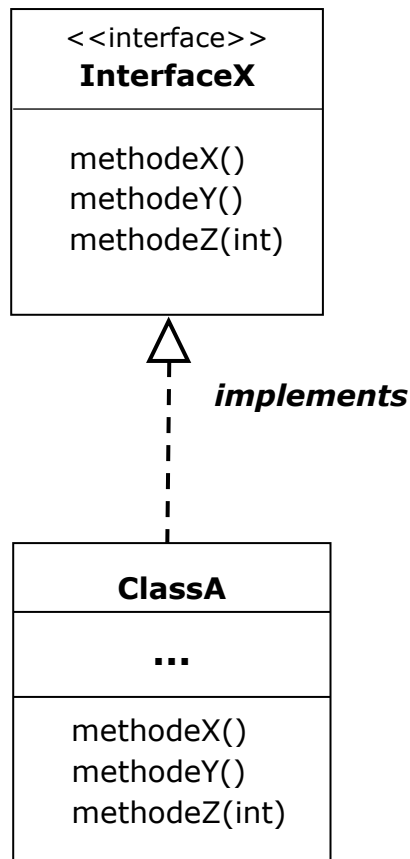 <<interface>>
InterfaceX
methodeX()
methodeY()
methodeZ(int)
implements
ClassA
...
methodeX()
methodeY()
methodeZ(int)